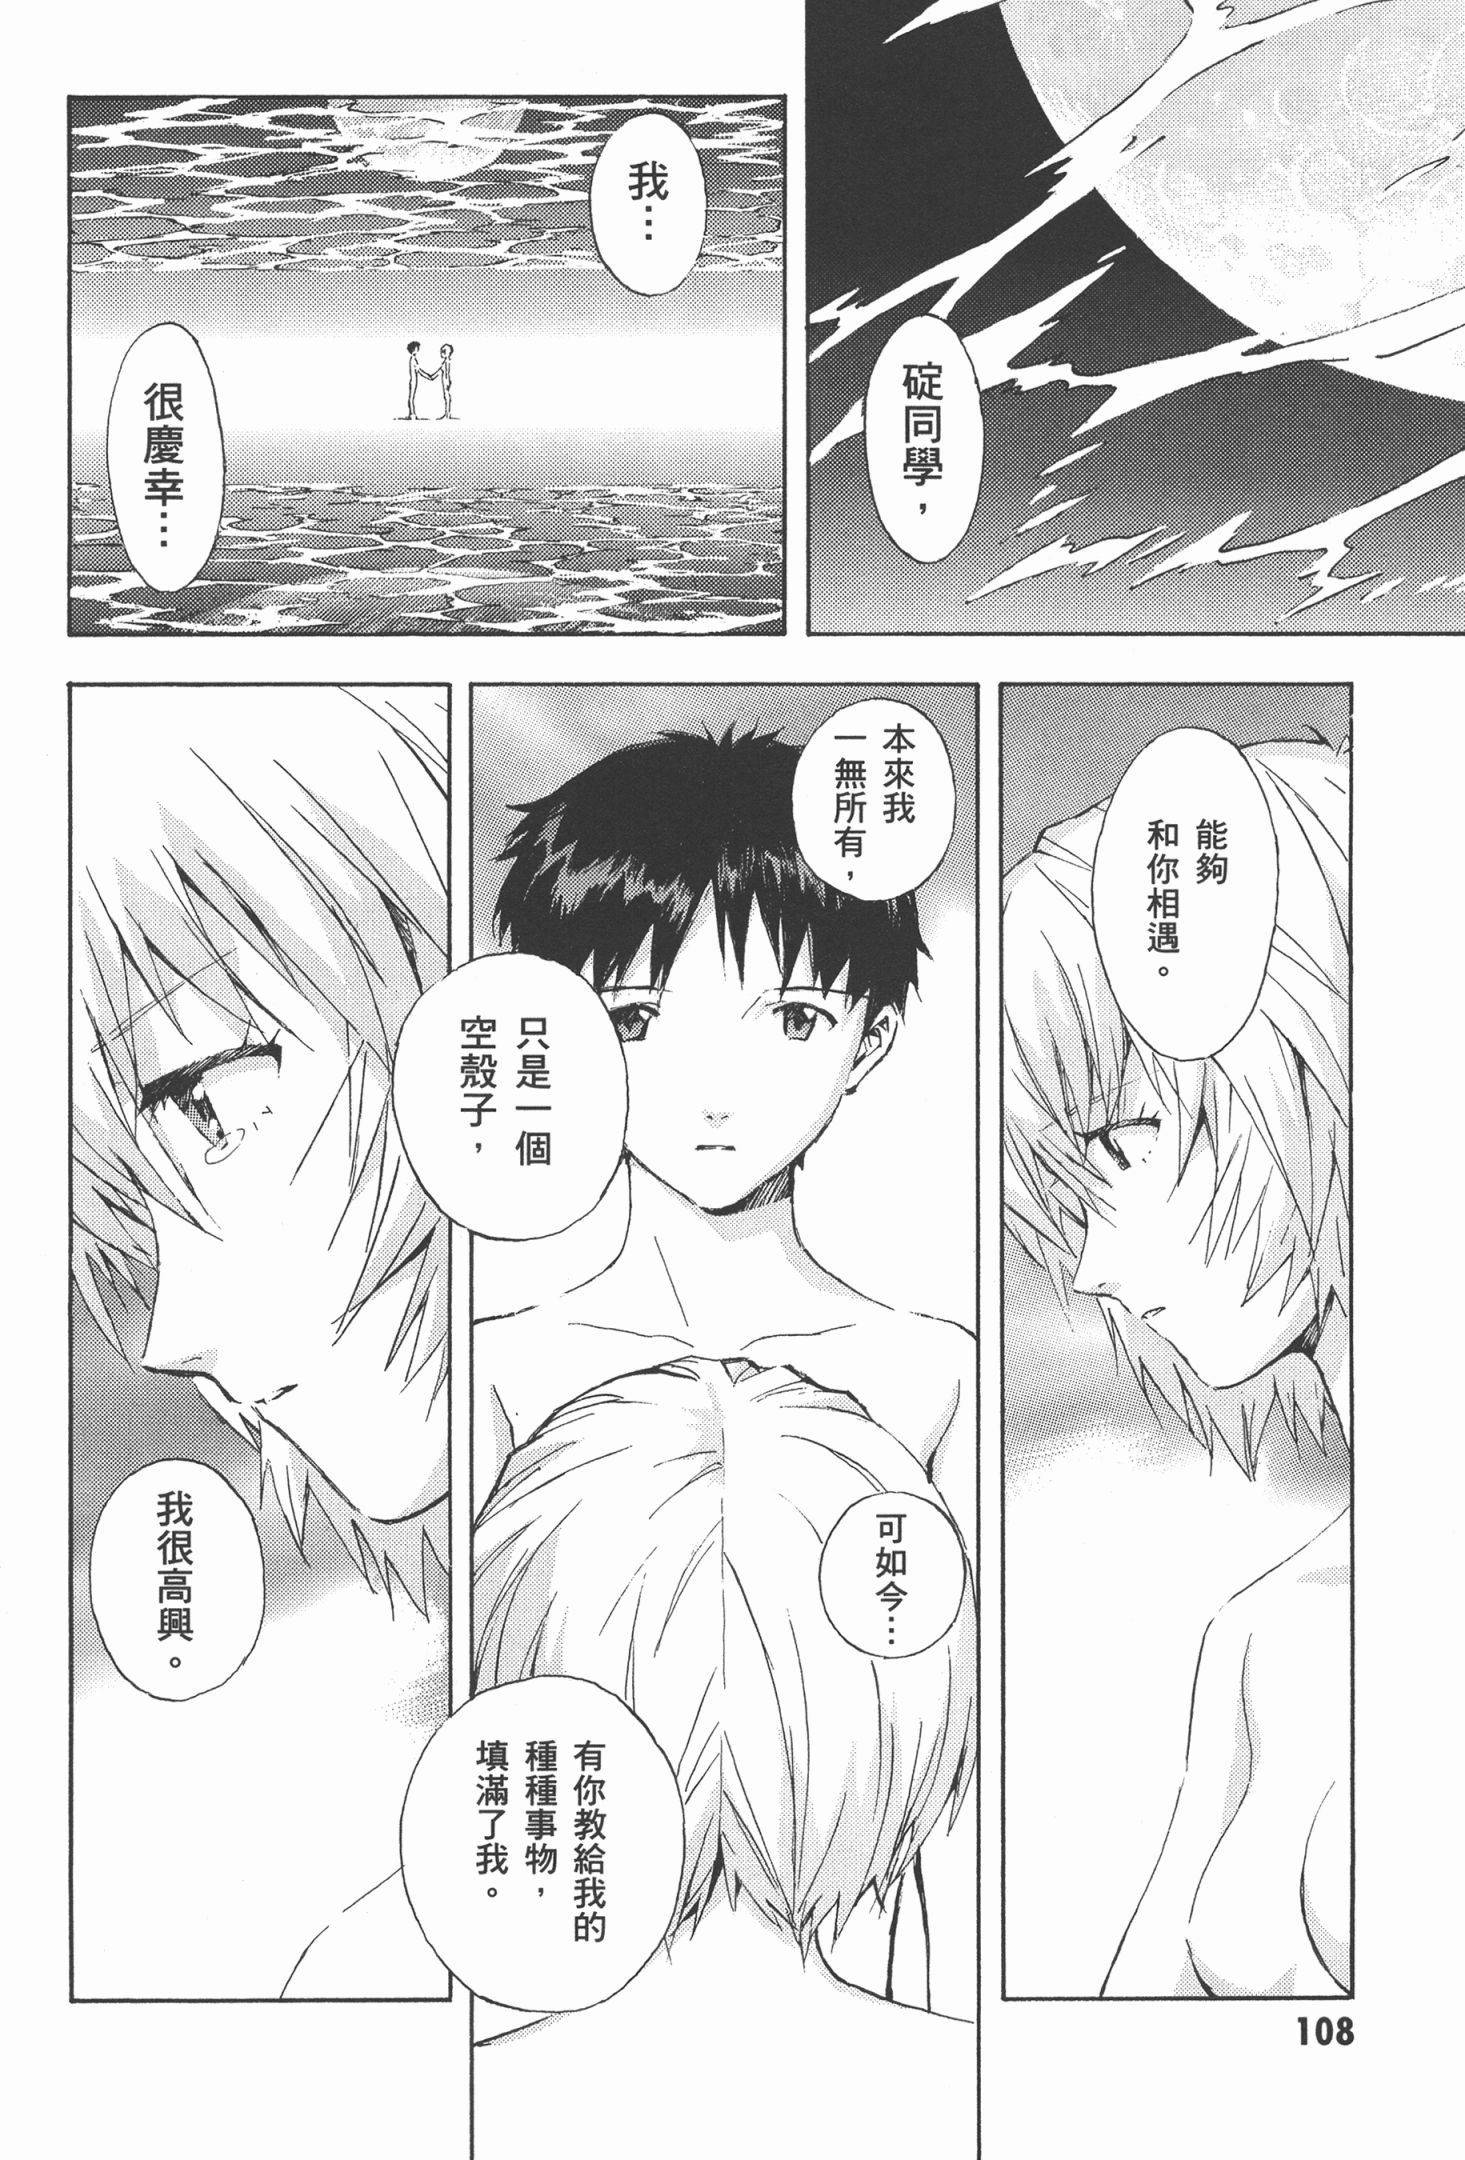 碇同學，
我…
很慶幸…
能夠
和你相遇。
本來我
一無所有，
只是一個
空殼子，
可如今…
有你教給我的
種種事物，
填滿了我。
我很高興。
108